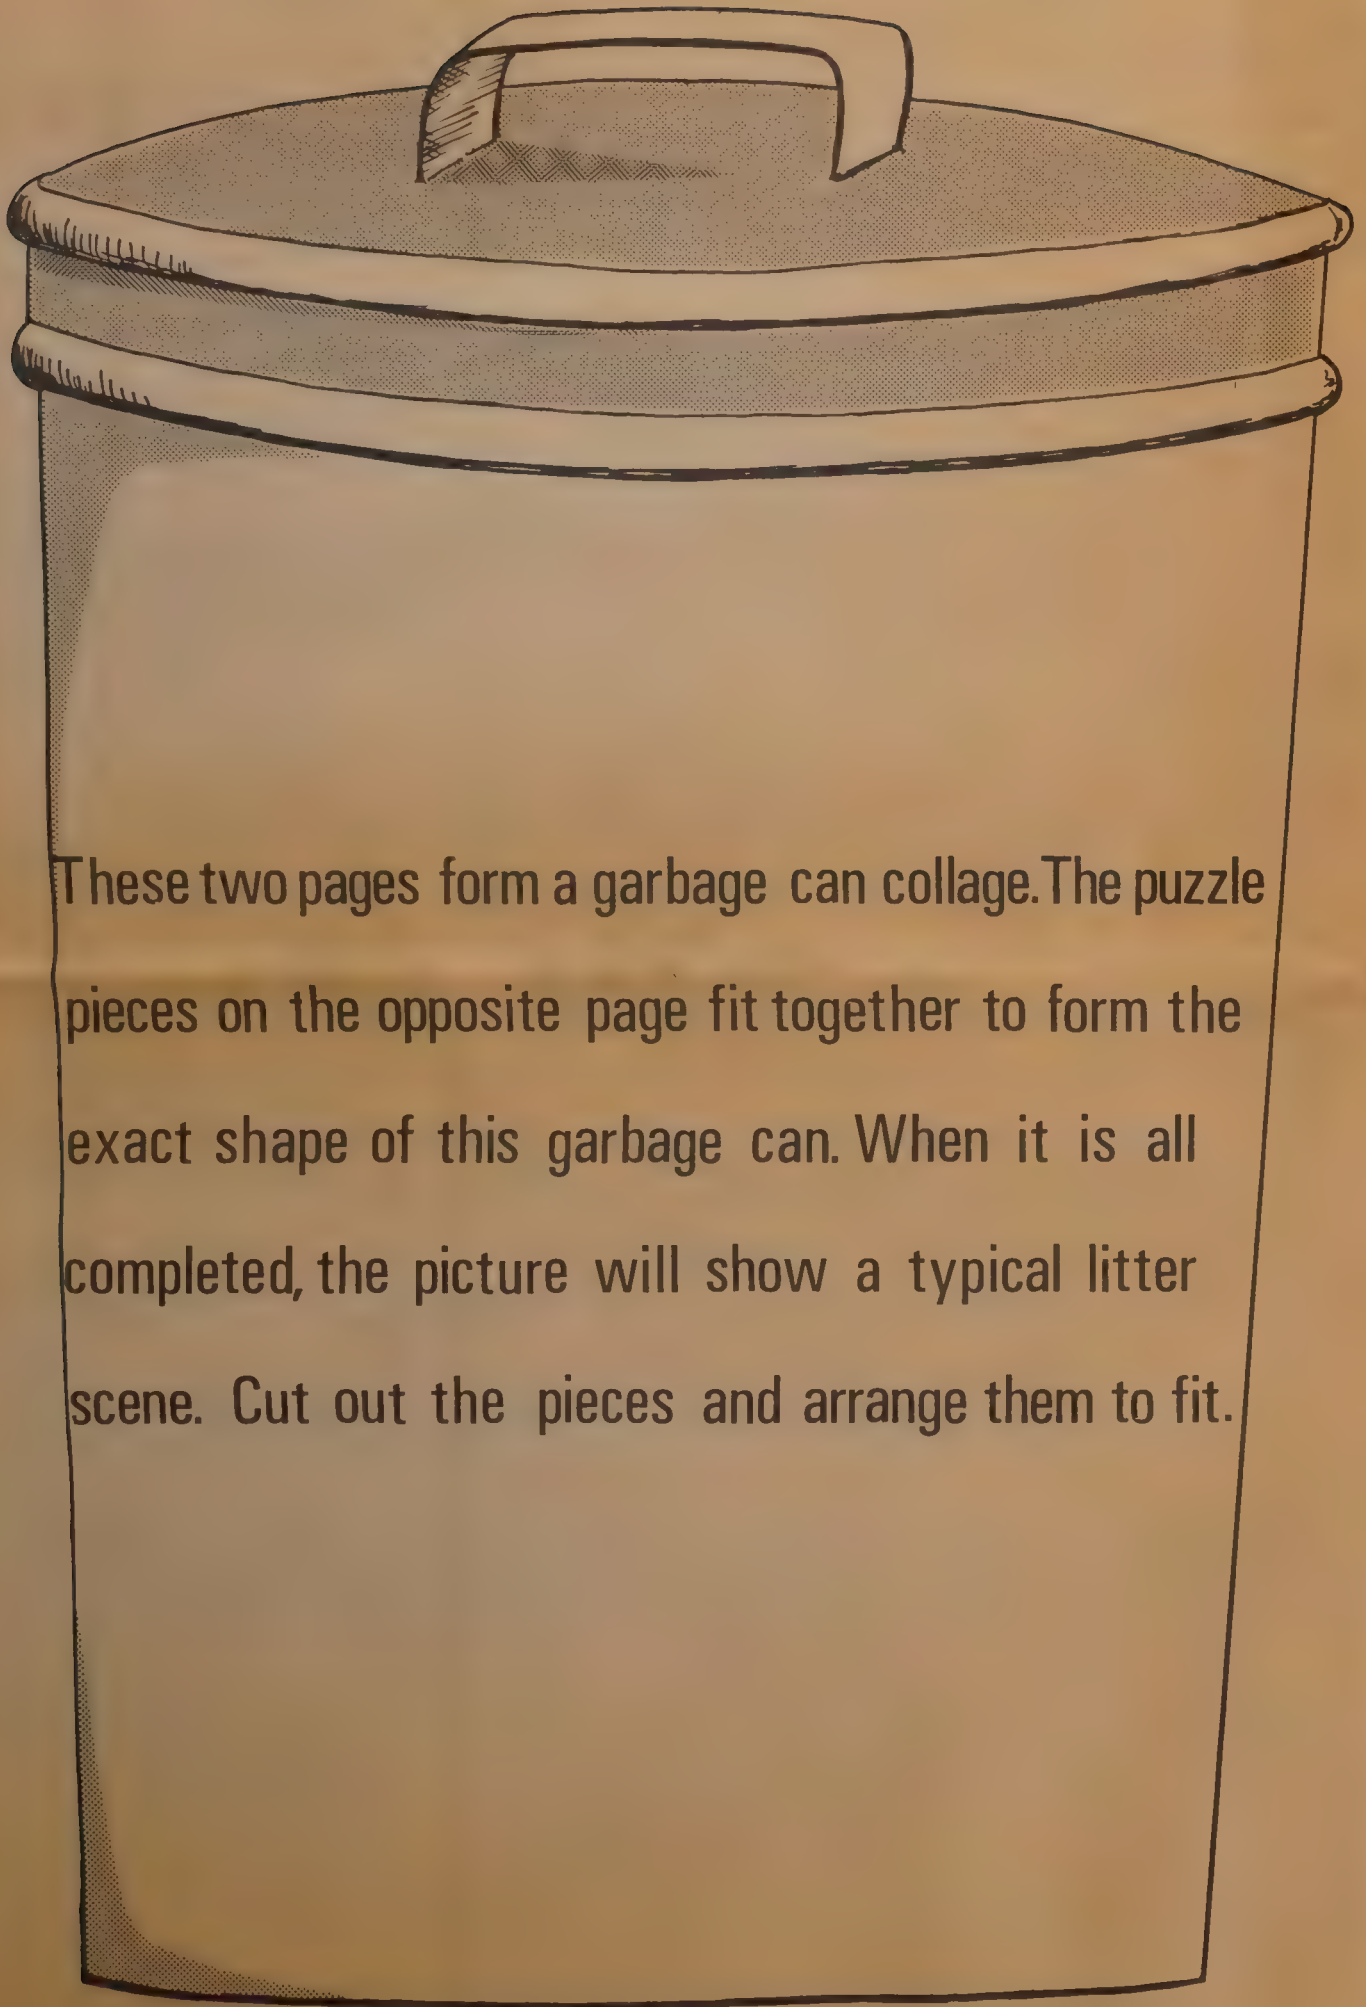 These two pages form a garbage can collage. The puzzle
pieces on the opposite page fit together to form the
exact shape of this garbage can. When it is all
completed, the picture will show a typical litter
scene. Cut out the pieces and arrange them to fit.